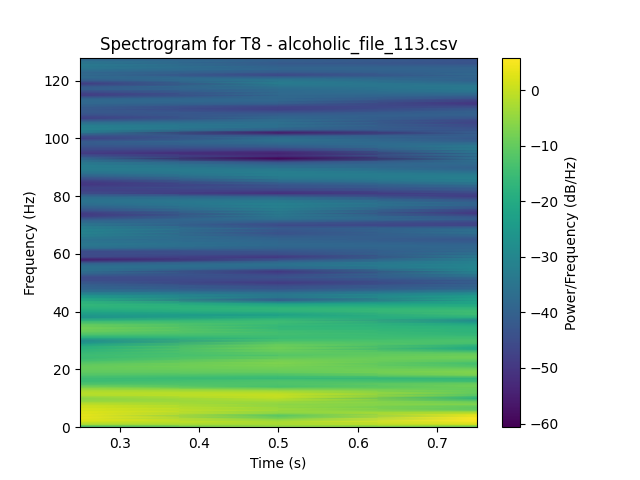 Spectrogram for T8 - alcoholic_file_113.csv
120
100
80
60
40
20
0
Frequency (Hz)
0.3 0.4 0.5 0.6 0.7
Time (s)
0
−10
−20
−30
−40
−50
−60
Power/Frequency (dB/Hz)